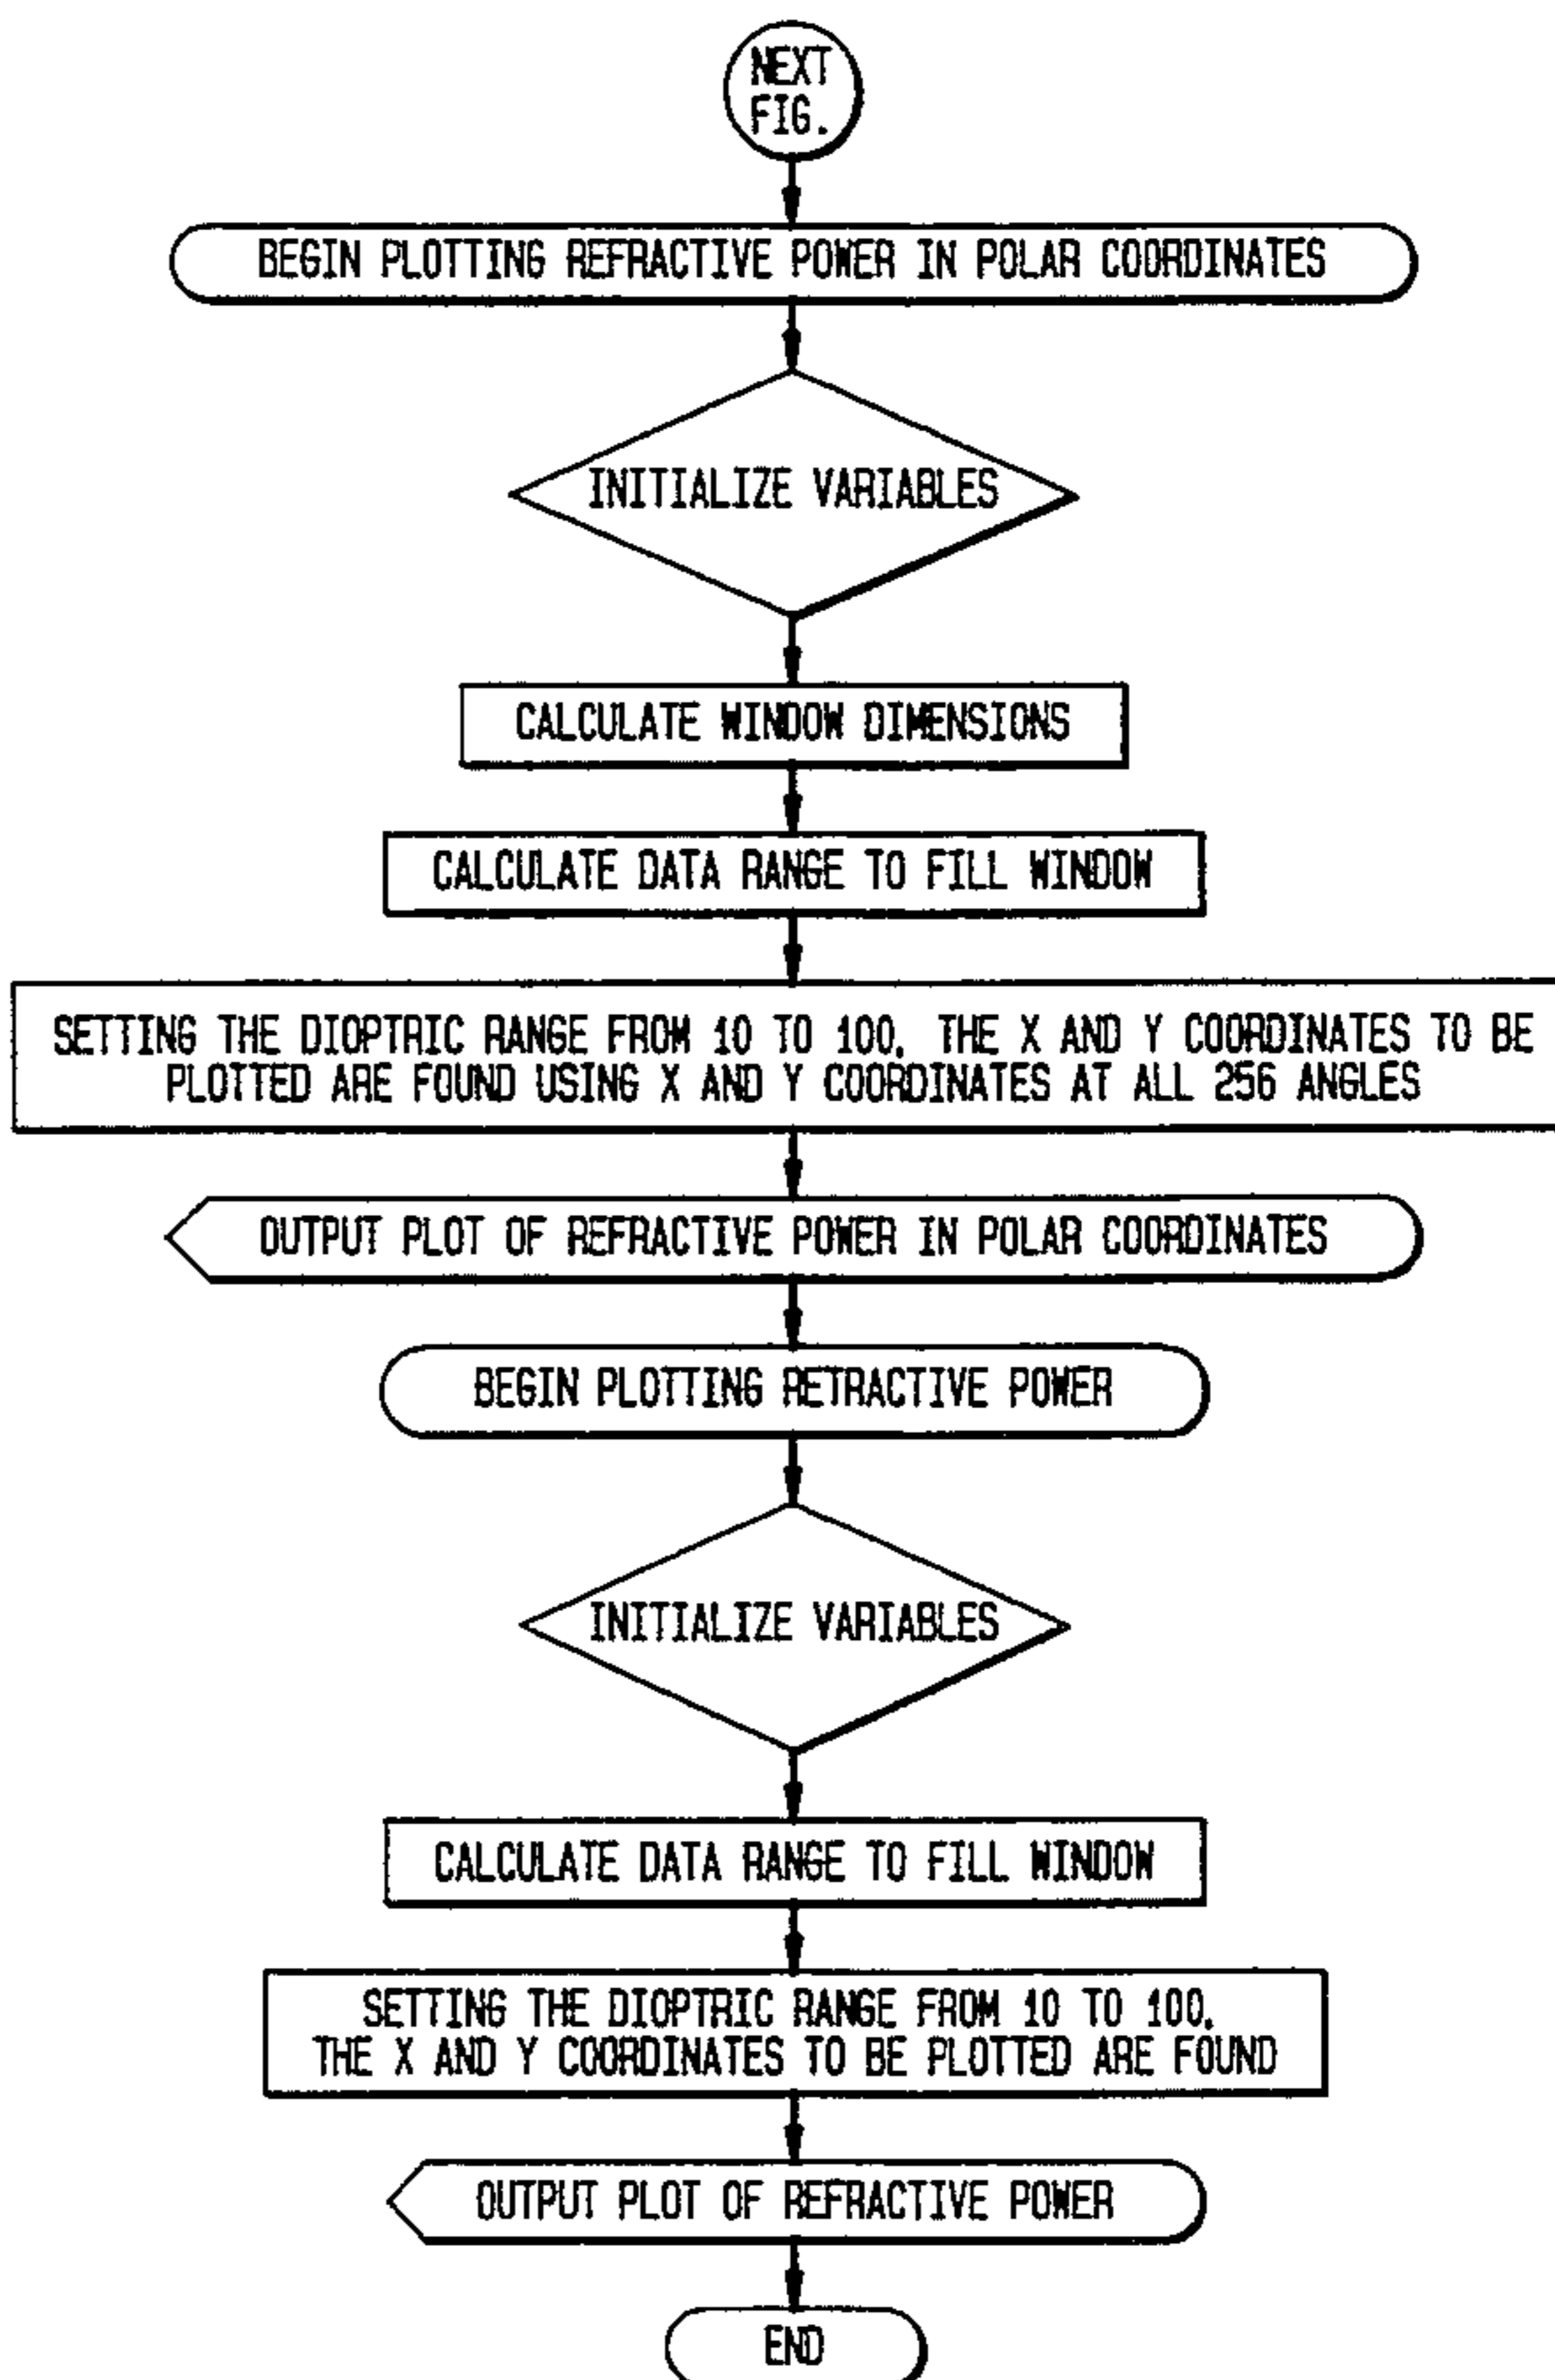 NEXT
FIG.
BEGIN PLOTTING REFRACTIVE POWER IN POLAR COORDINATES
INITIALIZE VARIABLES
CALCULATE WINDOW DIMENSIONS
CALCULATE DATA RANGE TO FILL WINDOW
SETTING THE DIOPTRIC RANGE FROM 10 TO 100. THE X AND Y COORDINATES TO BE
PLOTTED ARE FOUND USING X AND Y COORDINATES AT ALL 256 ANGLES
OUTPUT PLOT OF REFRACTIVE POWER IN POLAR COORDINATES
BEGIN PLOTTING RETRACTIVE POWER
INITIALIZE VARIABLES
CALCULATE DATA RANGE TO FILL WINDOW
SETTING THE DIOPTRIC RANGE FROM 10 TO 100.
THE X AND Y COORDINATES TO BE PLOTTED ARE FOUND
OUTPUT PLOT OF REFRACTIVE POWER
END